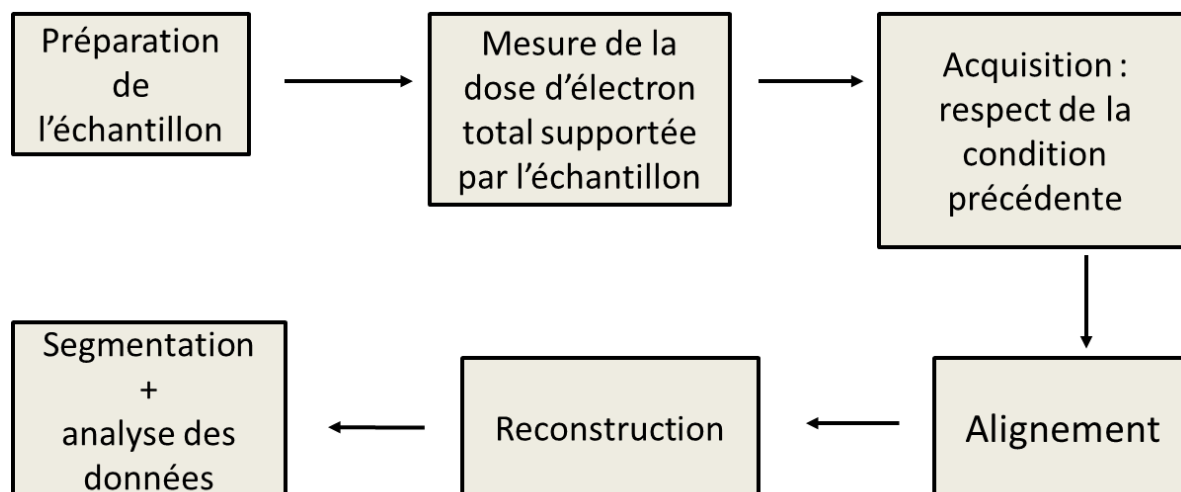 Préparation
de
l'échantillon
Mesure de la
dose d'électron
total supportée
par l'échantillon
Acquisition :
respect de la
condition
précédente
Alignement
Reconstruction
Segmentation
+
analyse des
données